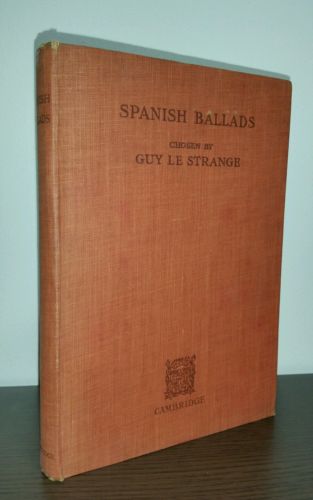 SPANISH BALLADS
CHOSEN BY
GUY LE STRANGE
CAMBRIDGE